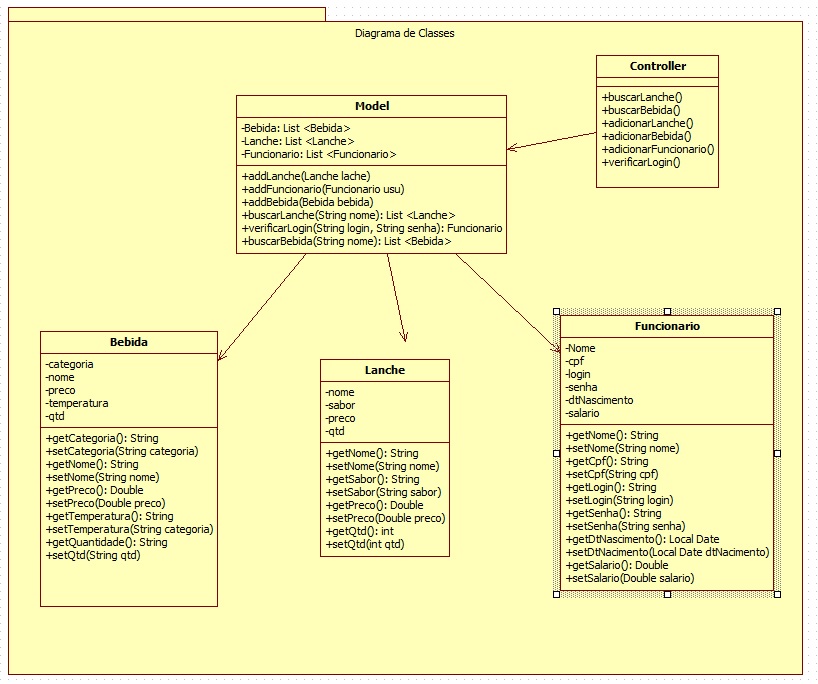 Diagrama de Classes
Controller
+buscarLanche()
+buscarBebida()
+adicionarLanche()
+adicionarBebida()
+adicionarFuncionario()
+verificarLogin()
Model
-Bebida: List <Bebida>
-Lanche: List <Lanche>
-Funcionario: List <Funcionario>
+addLanche(Lanche lache)
+addFuncionario(Funcionario usu)
+addBebida(Bebida bebida)
+buscarLanche(String nome): List <Lanche>
+verificarLogin(String login, String senha): Funcionario
+buscarBebida(String nome): List <Bebida>
Bebida
-categoria
-nome
-preco
-temperatura
-qtd
+getCategoria(): String
+setCategoria(String categoria)
+getNome(): String
+setNome(String nome)
+getPreco(): Double
+setPreco(Double preco)
+getTemperatura(): String
+setTemperatura(String categoria)
+getQuantidade(): String
+setQtd(String qtd)
Lanche
-nome
-sabor
-preco
-qtd
+getNome(): String
+setNome(String nome)
+getSabor(): String
+setSabor(String sabor)
+getPreco(): Double
+setPreco(Double preco)
+getQtd(): int
+setQtd(int qtd)
Funcionario
-Nome
-cpf
-login
-senha
-dtNascimento
-salario
+getNome(): String
+setNome(String nome)
+getCpf(): String
+setCpf(String cpf)
+getLogin(): String
+setLogin(String login)
+getSenha(): String
+setSenha(String senha)
+getDtNascimento(): Local Date
+setDtNacimento(Local Date dtNacimento)
+getSalario(): Double
+setSalario(Double salario)